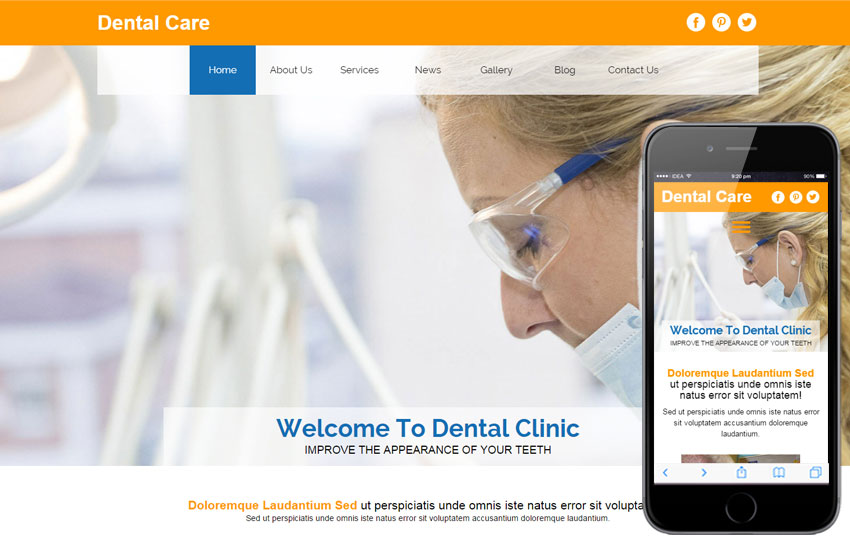 Dental Care
Home About Us Services News Gallery Blog Contact Us
Welcome To Dental Clinic
IMPROVE THE APPEARANCE OF YOUR TEETH
Doloremque Laudantium Sed ut perspiciatis unde omnis iste natus error sit volupta
Sed ut perspiciatis unde omnis iste natus error sit voluptatem accusantium doloremque laudantium.
IDEA 9:20 pm 90%
Dental Care
Welcome To Dental Clinic
IMPROVE THE APPEARANCE OF YOUR TEETH
Doloremque Laudantium Sed
ut perspiciatis unde omnis iste
natus error sit voluptatem!
Sed ut perspiciatis unde omnis iste natus error
sit voluptatem accusantium doloremque
laudantium.